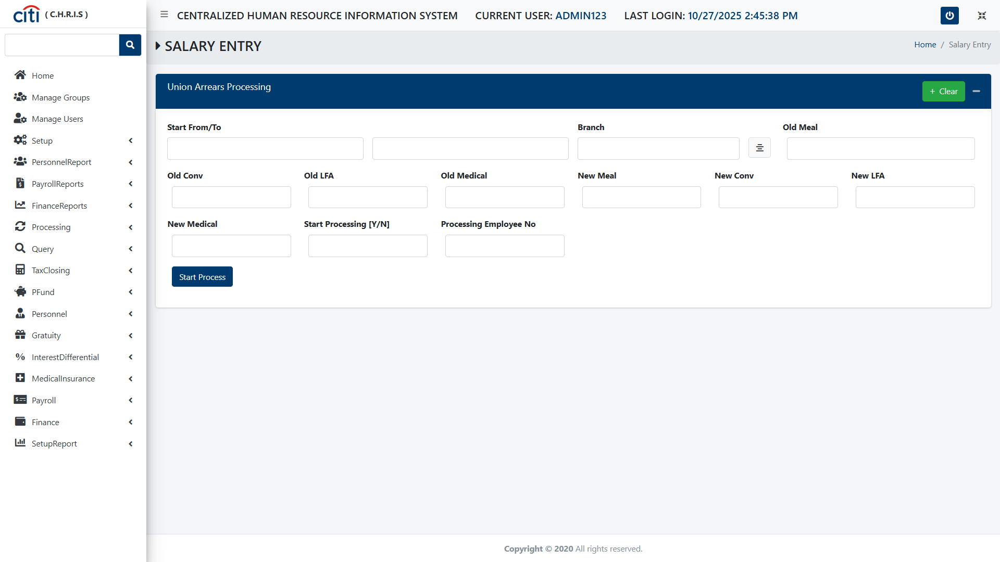 citi ( C.H.R.I.S )
CENTRALIZED HUMAN RESOURCE INFORMATION SYSTEM CURRENT USER: ADMIN123 LAST LOGIN: 10/27/2025 2:45:38 PM
SALARY ENTRY
Home / Salary Entry
Home
Manage Groups
Manage Users
Setup
PersonnelReport
PayrollReports
FinanceReports
Processing
Query
TaxClosing
PFund
Personnel
Gratuity
InterestDifferential
MedicalInsurance
Payroll
Finance
SetupReport
Union Arrears Processing
+ Clear
Start From/To Branch Old Meal
Old Conv Old LFA Old Medical New Meal New Conv New LFA
New Medical Start Processing [Y/N] Processing Employee No
Start Process
Copyright © 2020 All rights reserved.